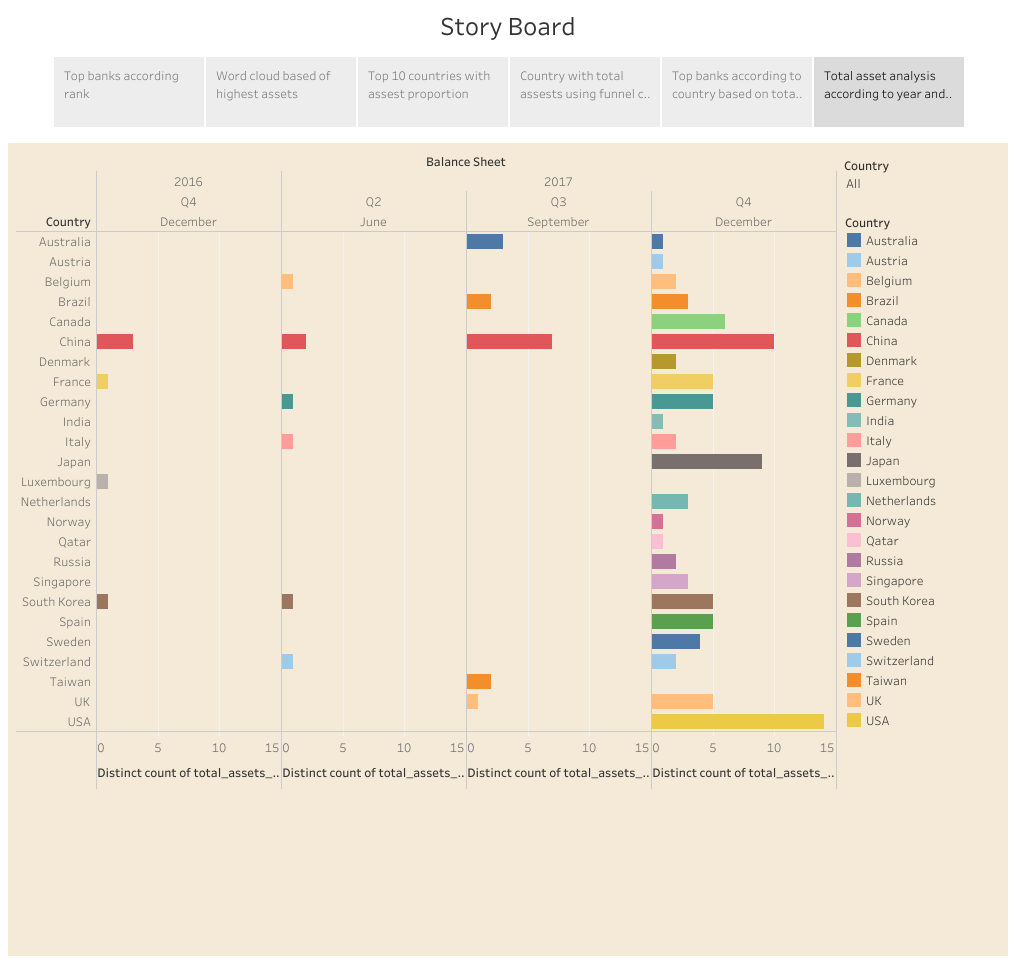 Story Board
Top banks according
rank
Word cloud based of
highest assets
Top 10 countries with
assest proportion
Country with total
assests using funnel c..
Top banks according to
country based on tota..
Total asset analysis
according to year and..
Balance Sheet
2016
2017
Q4
Q2
Q3
Q4
Country
December
June
September
December
Australia
Austria
Belgium
Brazil
Canada
China
Denmark
France
Germany
India
Italy
Japan
Luxembourg
Netherlands
Norway
Qatar
Russia
Singapore
South Korea
Spain
Sweden
Switzerland
Taiwan
UK
USA
0 5 10 15
0 5 10 15
0 5 10 15
0 5 10 15
Distinct count of total_assets_..
Distinct count of total_assets_..
Distinct count of total_assets_..
Distinct count of total_assets_..
Country
All
Country
Australia
Austria
Belgium
Brazil
Canada
China
Denmark
France
Germany
India
Italy
Japan
Luxembourg
Netherlands
Norway
Qatar
Russia
Singapore
South Korea
Spain
Sweden
Switzerland
Taiwan
UK
USA